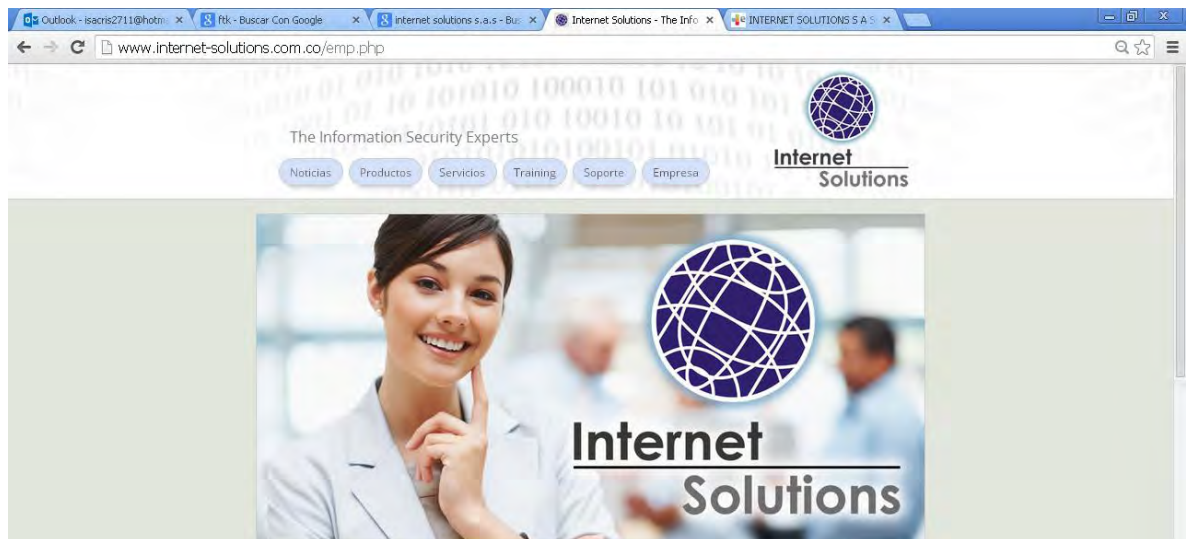 Outlook - isacris2711@hotm
ftk - Buscar Con Google
internet solutions s.a.s - Bus
Internet Solutions - The Info
INTERNET SOLUTIONS S A S
www.internet-solutions.com.co/emp.php
The Information Security Experts
Noticias Productos Servicios Training Soporte Empresa
Internet
Solutions
Internet
Solutions